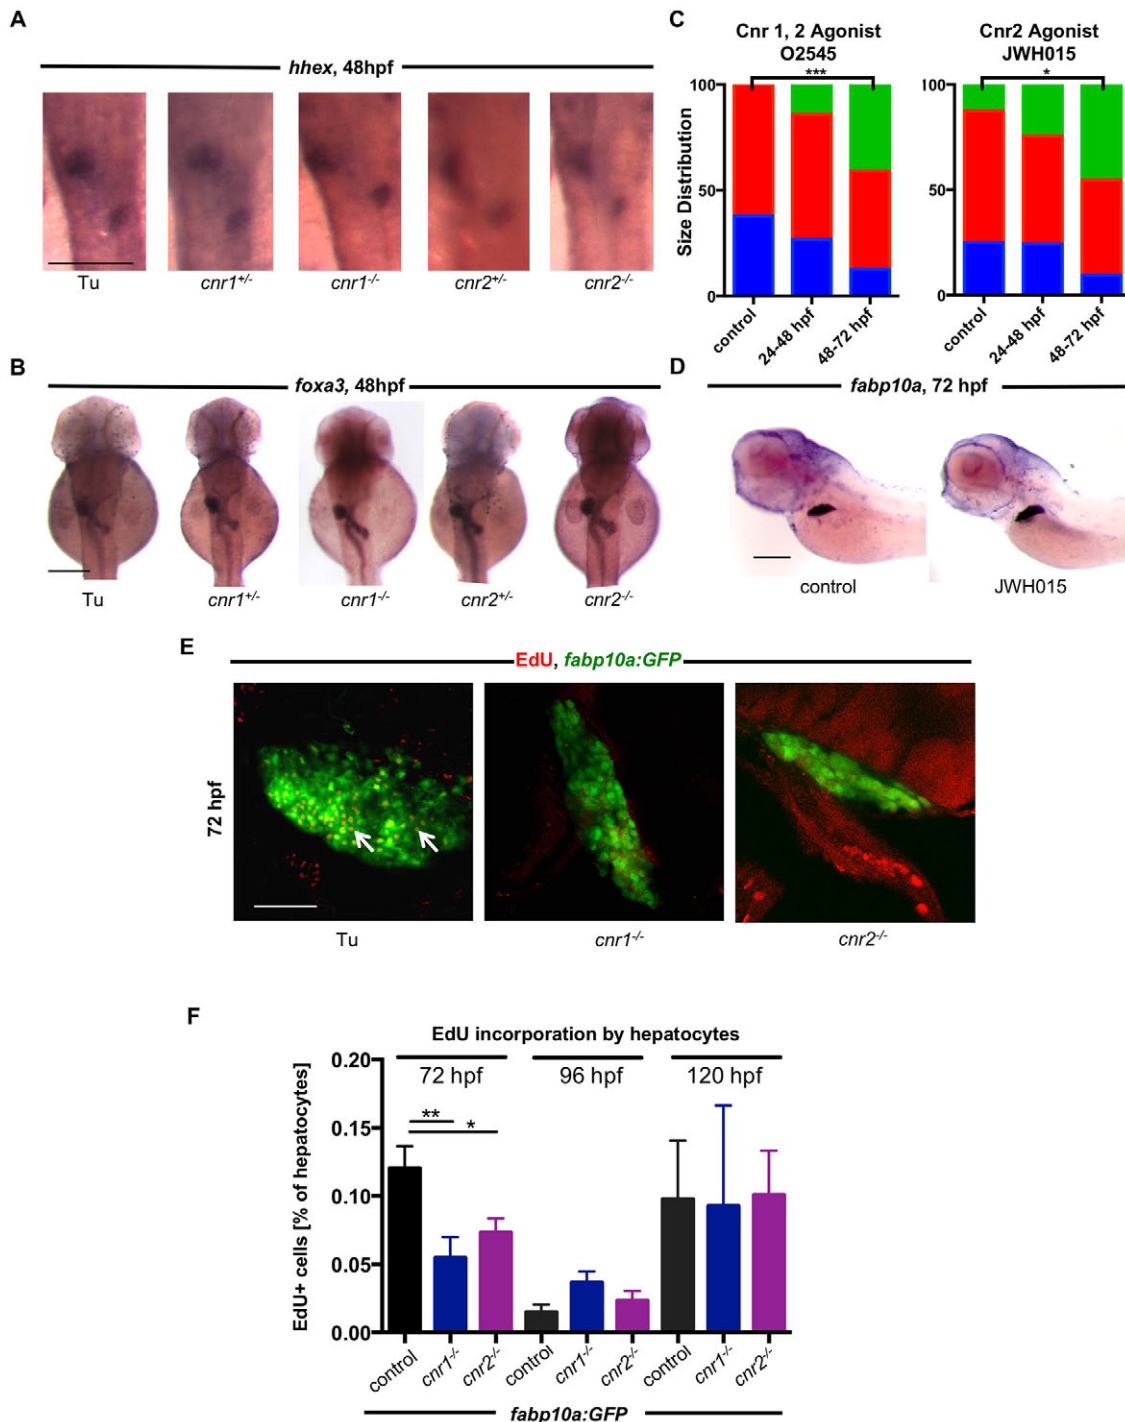 A
hhex, 48hpf
Tu
cnr1+/-
cnr1-/-
cnr2+/-
cnr2-/-
B
foxa3, 48hpf
Tu
cnr1+/-
cnr1-/-
cnr2+/-
cnr2-/-
C
Cnr 1, 2 Agonist
O2545
***
Size Distribution
100
50
0
control
24-48 hpf
48-72 hpf
Cnr2 Agonist
JWH015
*
100
50
0
control
24-48 hpf
48-72 hpf
D
fabp10a, 72 hpf
control
JWH015
E
EdU, fabp10a:GFP
72 hpf
Tu
cnr1-/-
cnr2-/-
F
EdU incorporation by hepatocytes
72 hpf
96 hpf
120 hpf
**
*
EdU+ cells [% of hepatocytes]
0.20
0.15
0.10
0.05
0.00
control
cnr1-/-
cnr2-/-
control
cnr1-/-
cnr2-/-
control
cnr1-/-
cnr2-/-
fabp10a:GFP